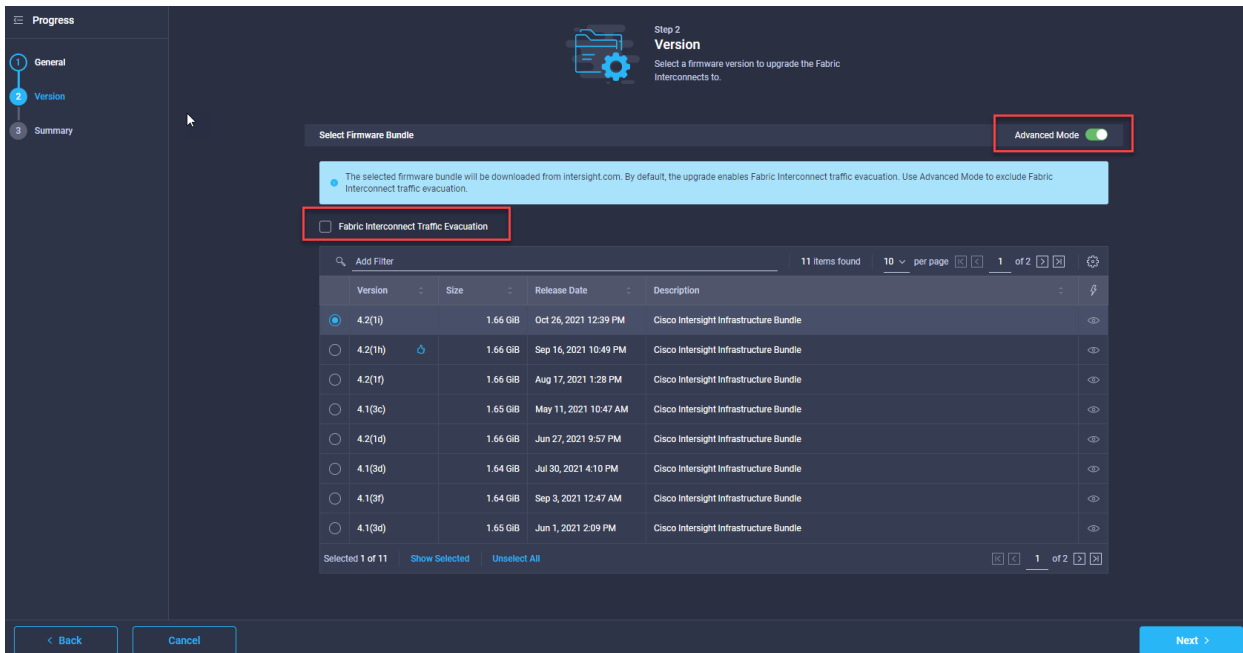 Progress
1 General
2 Version
3 Summary
Step 2
Version
Select a firmware version to upgrade the Fabric
Interconnects to.
Select Firmware Bundle Advanced Mode
The selected firmware bundle will be downloaded from intersight.com. By default, the upgrade enables Fabric Interconnect traffic evacuation. Use Advanced Mode to exclude Fabric
Interconnect traffic evacuation.
Fabric Interconnect Traffic Evacuation
Add Filter 11 items found 10 per page 1 of 2
Version Size Release Date Description
4.2(1i) 1.66 GiB Oct 26, 2021 12:39 PM Cisco Intersight Infrastructure Bundle
4.2(1h) 1.66 GiB Sep 16, 2021 10:49 PM Cisco Intersight Infrastructure Bundle
4.2(1f) 1.66 GiB Aug 17, 2021 1:28 PM Cisco Intersight Infrastructure Bundle
4.1(3c) 1.65 GiB May 11, 2021 10:47 AM Cisco Intersight Infrastructure Bundle
4.2(1d) 1.66 GiB Jun 27, 2021 9:57 PM Cisco Intersight Infrastructure Bundle
4.1(3d) 1.64 GiB Jul 30, 2021 4:10 PM Cisco Intersight Infrastructure Bundle
4.1(3f) 1.64 GiB Sep 3, 2021 12:47 AM Cisco Intersight Infrastructure Bundle
4.1(3d) 1.65 GiB Jun 1, 2021 2:09 PM Cisco Intersight Infrastructure Bundle
Selected 1 of 11 Show Selected Unselect All 1 of 2
< Back Cancel Next >